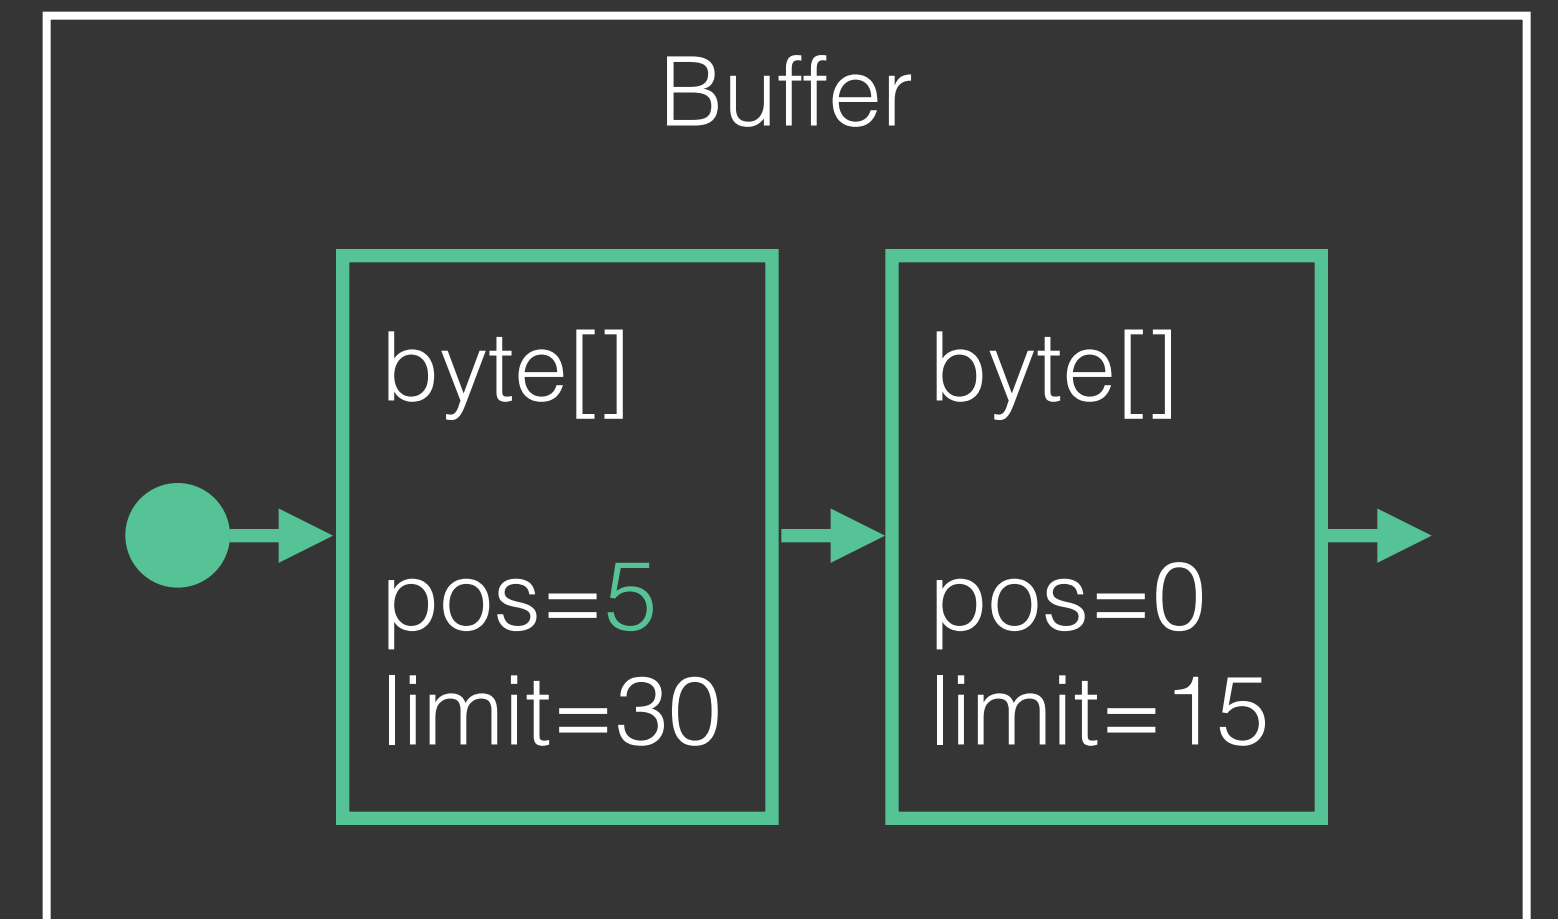 Buffer
byte[]
pos=5
limit=30
byte[]
pos=0
limit=15